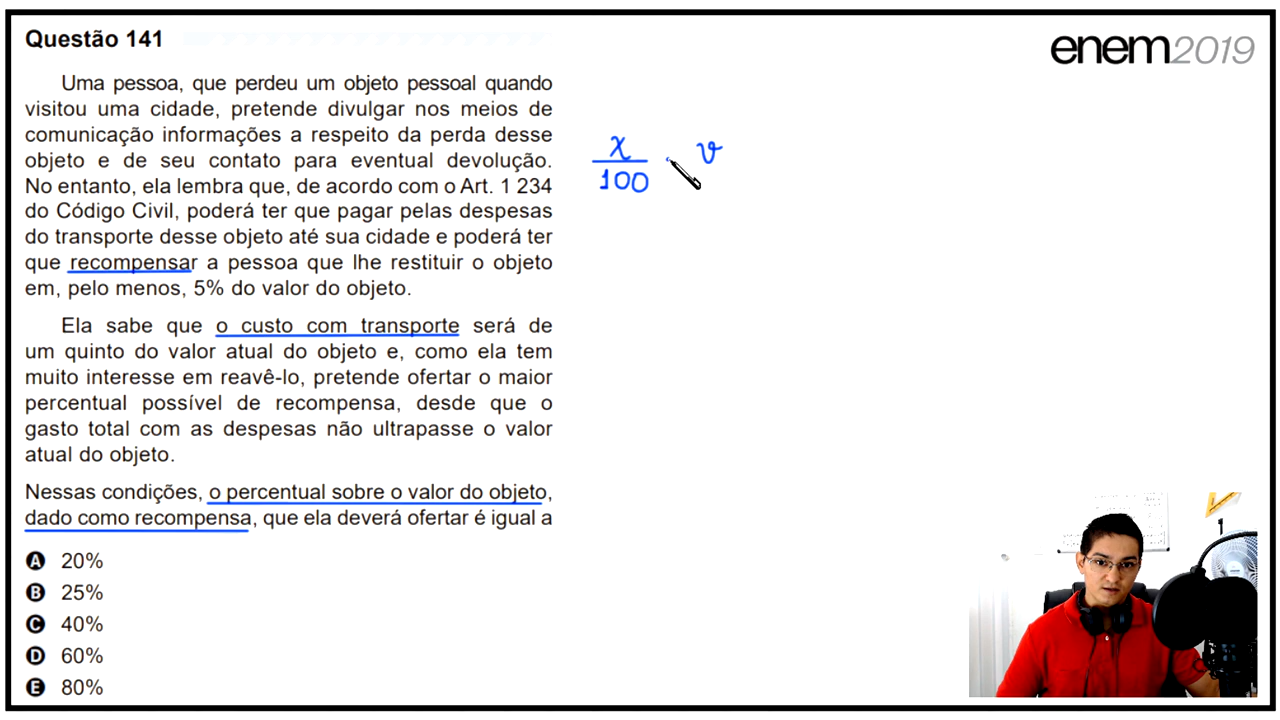 Questão 141
enem2019
Uma pessoa, que perdeu um objeto pessoal quando
visitou uma cidade, pretende divulgar nos meios de
comunicação informações a respeito da perda desse
objeto e de seu contato para eventual devolução.
No entanto, ela lembra que, de acordo com o Art. 1 234
do Código Civil, poderá ter que pagar pelas despesas
do transporte desse objeto até sua cidade e poderá ter
que recompensar a pessoa que lhe restituir o objeto
em, pelo menos, 5% do valor do objeto.
Ela sabe que o custo com transporte será de
um quinto do valor atual do objeto e, como ela tem
muito interesse em reavê-lo, pretende ofertar o maior
percentual possível de recompensa, desde que o
gasto total com as despesas não ultrapasse o valor
atual do objeto.
Nessas condições, o percentual sobre o valor do objeto,
dado como recompensa, que ela deverá ofertar é igual a
A 20%
B 25%
C 40%
D 60%
E 80%
x
100
· v